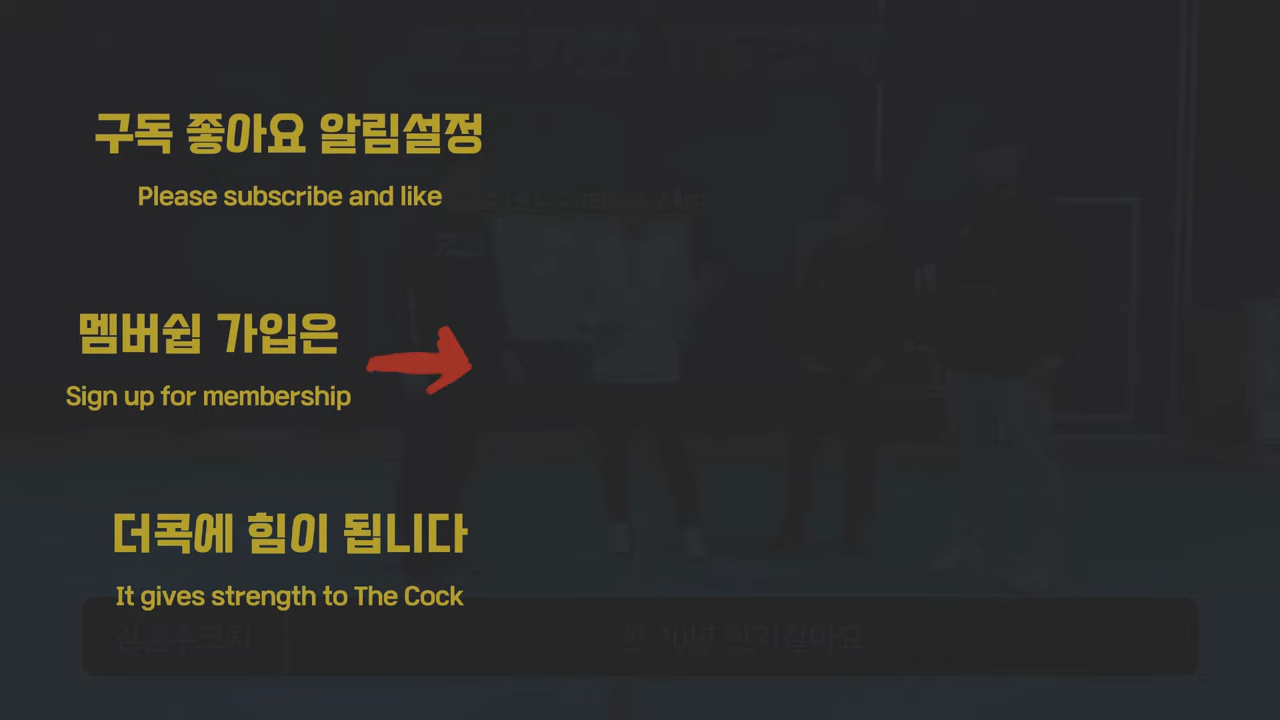 구독 좋아요 알림설정
Please subscribe and like
멤버쉽 가입은
Sign up for membership
더콕에 힘이 됩니다
It gives strength to The Cock